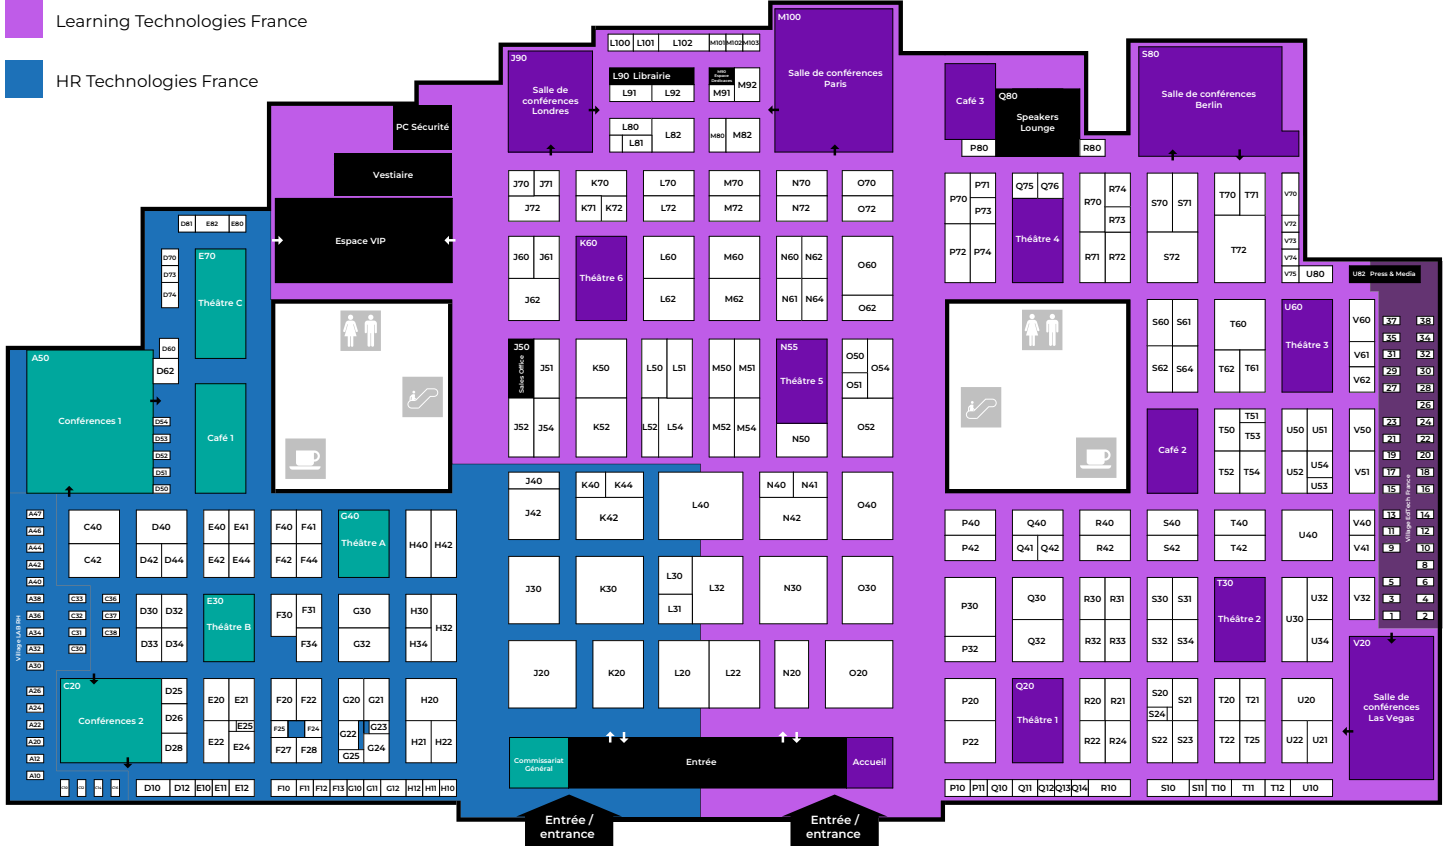 Learning Technologies France
HR Technologies France
M100
Salle de conférences
Paris
J90
Salle de
conférences
Londres
L100 L101 L102 M101 M102 M103
L90 Librairie
L91 L92
M90
Espace
Dédicaces
M91 M92
L80 L82
L81
M80 M82
S80
Salle de conférences
Berlin
Café 3
Q80
Speakers
Lounge
P80 R80
PC Sécurité
Vestiaire
Espace VIP
J70 J71 K70 L70 M70 N70 O70
J72 K71 K72 L72 M72 N72 O72
P70 P71 Q75 Q76 R70 R74 S70 S71 T70 T71 V70
P73 R73 V72
Théâtre 4
P72 P74 R71 R72 S72 T72 V73
V74
V75 U80 U82 Press & Media
D81 E82 E80
D70
D73
D74
E70
Théâtre C
J60 J61 K60 L60 M60 N60 N62 O60
Théâtre 6
J62 L62 M62 N61 N64 O62
S60 S61 T60 U60 V60
Théâtre 3
V61
S62 S64 T62 T61 V62
37 38
35 34
31 32
29 30
27 28
26
23 24
21 22
19 20
17 18
15 16
13 14
11 12
9 10
8
5 6
3 4
1 2
Village EdTech France
D60
D62
A50
Conférences 1
Café 1
D54
D53
D52
D51
D50
J50
Sales Office
J51 K50 L50 L51 M50 M51 N55 O50 O54
Théâtre 5
O51
J52 J54 K52 L52 L54 M52 M54 N50 O52
Café 2
T50 T51 U50 U51 V50
T53
T52 T54 U52 U54 V51
U53
J40 K40 K44 L40 N40 N41 O40
J42 K42 N42
A47
A46
A44
A42
A40
A38
A36
A34
A32
A30
A26
A24
A22
A20
A12
A10
Village LAB RH
C40 D40 E40 E41 F40 F41 G40 H40 H42
Théâtre A
C42 D42 D44 E42 E44 F42 F44
P40 Q40 R40 S40 T40 U40 V40
P42 Q41 Q42 R42 S42 T42 V41
J30 K30 L30 L32 N30 O30
L31
C33 C36
C32 C37
C31 C38
C30
D30 D32 E30 F30 F31 G30 H30 H32
Théâtre B
D33 D34 F34 G32 H34
P30 Q30 R30 R31 S30 S31 T30 U30 U32 V32
Théâtre 2
P32 Q32 R32 R33 S32 S34 U34
J20 K20 L20 L22 N20 O20
C20
Conférences 2
D25 E20 E21 F20 F22 G20 G21 H20
D26 E25 F25 F24 G22 G23
D28 E22 E24 F27 F28 G25 G24 H21 H22
P20 Q20 R20 R21 S20 S21 T20 T21 U20
Théâtre 1
S24
P22 R22 R24 S22 S23 T22 T25 U22 U21
V20
Salle de
conférences
Las Vegas
Commissariat
Général
Entrée
Accueil
D10 D12 E10 E11 E12 F10 F11 F12 F13 G10 G11 G12 H12 H11 H10
P10 P11 Q10 Q11 Q12 Q13 Q14 R10 S10 S11 T10 T11 T12 U10
Entrée /
entrance
Entrée /
entrance